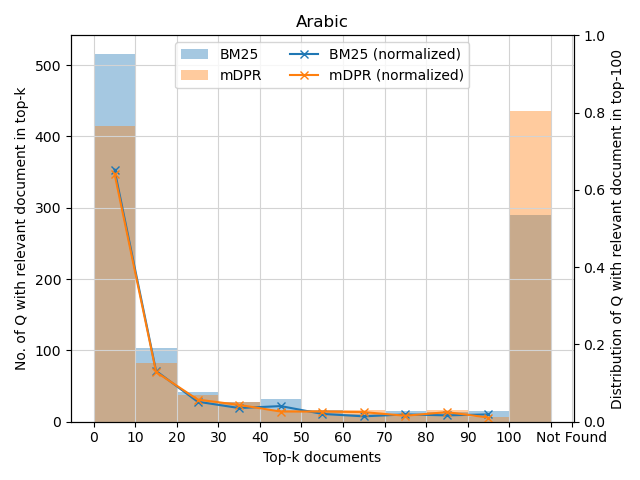 Arabic
BM25
mDPR
BM25 (normalized)
mDPR (normalized)
No. of Q with relevant document in top-k
500
400
300
200
100
0
Distribution of Q with relevant document in top-100
1.0
0.8
0.6
0.4
0.2
0.0
0 10 20 30 40 50 60 70 80 90 100 Not Found
Top-k documents